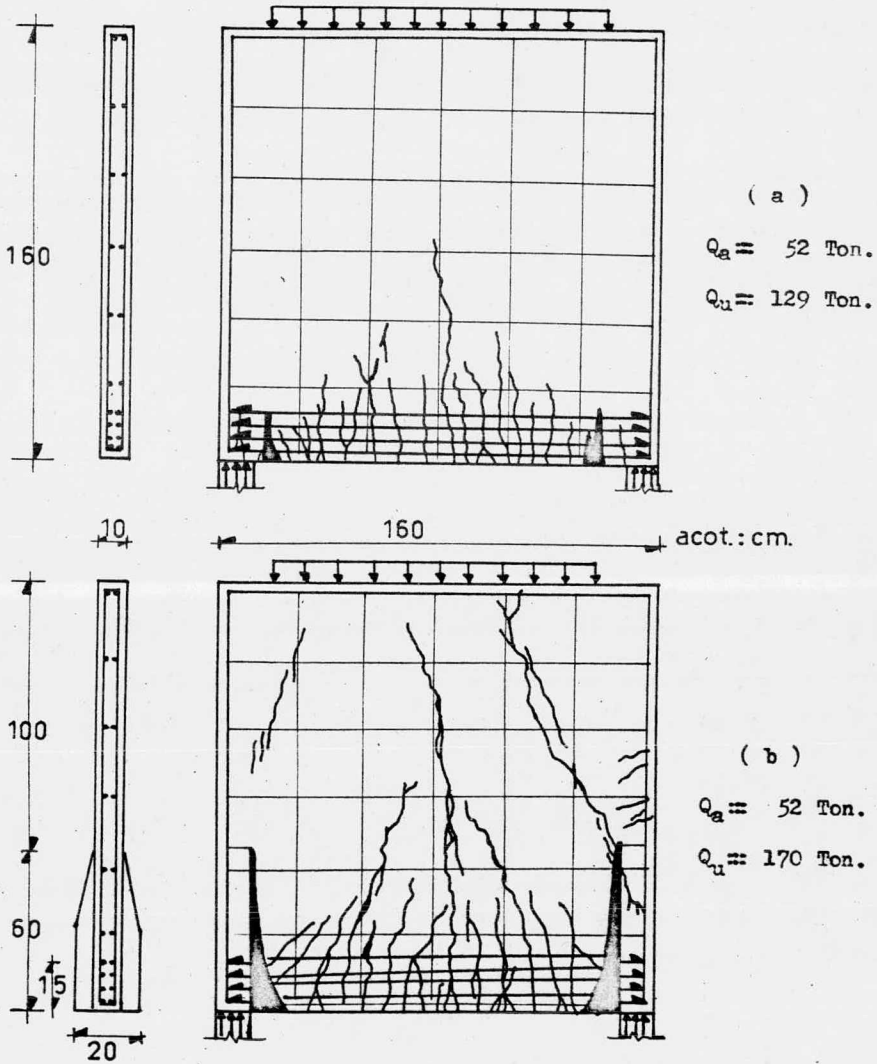 160
( a )
Qa = 52 Ton.
Qu = 129 Ton.
10
160
acot.: cm.
100
60
15
20
( b )
Qa = 52 Ton.
Qu = 170 Ton.